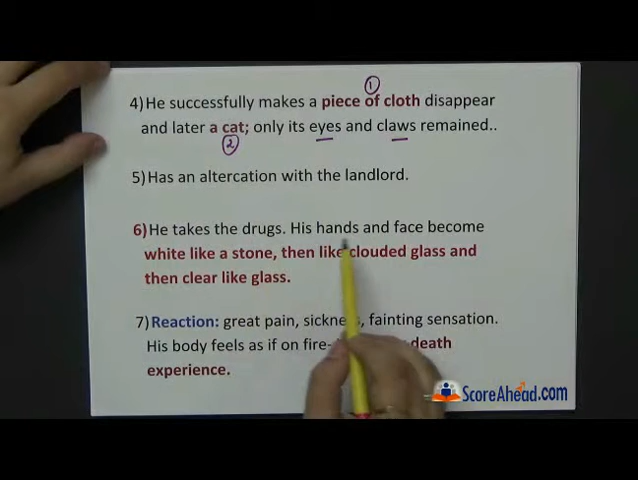 ①
4) He successfully makes a piece of cloth disappear
and later a cat; only its eyes and claws remained..
②
5) Has an altercation with the landlord.
6) He takes the drugs. His hands and face become
white like a stone, then like clouded glass and
then clear like glass.
7) Reaction: great pain, sickness, fainting sensation.
His body feels as if on fire- death
experience.
ScoreAhead.com